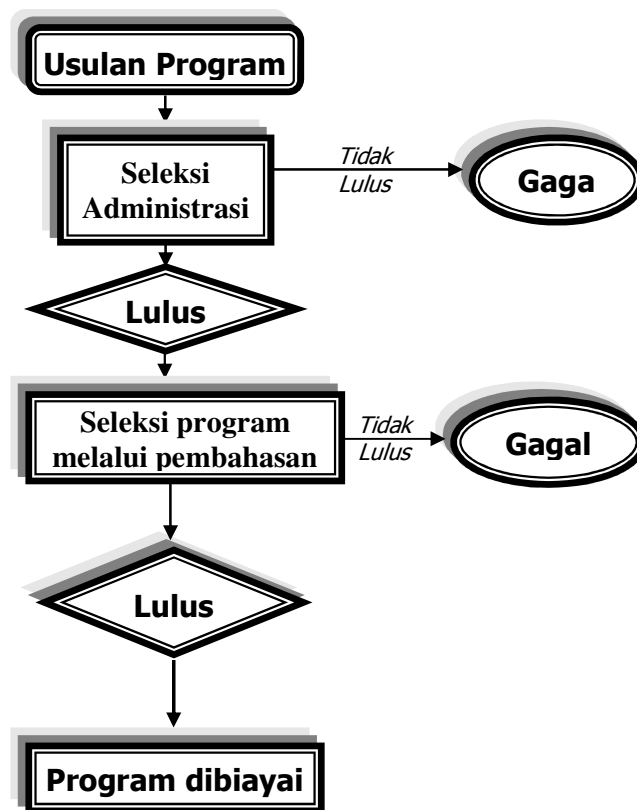 Usulan Program
Seleksi
Administrasi
Tidak
Lulus
Gaga
Lulus
Seleksi program
melalui pembahasan
Tidak
Lulus
Gagal
Lulus
Program dibiayai